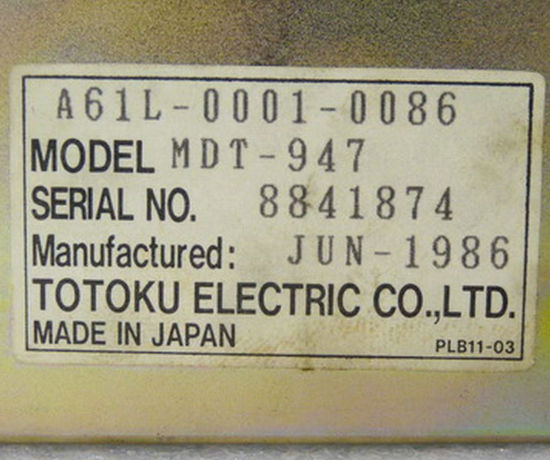 A61L-0001-0086
MODEL MDT-947
SERIAL NO. 8841874
Manufactured: JUN-1986
TOTOKU ELECTRIC CO.,LTD.
MADE IN JAPAN
PLB11-03